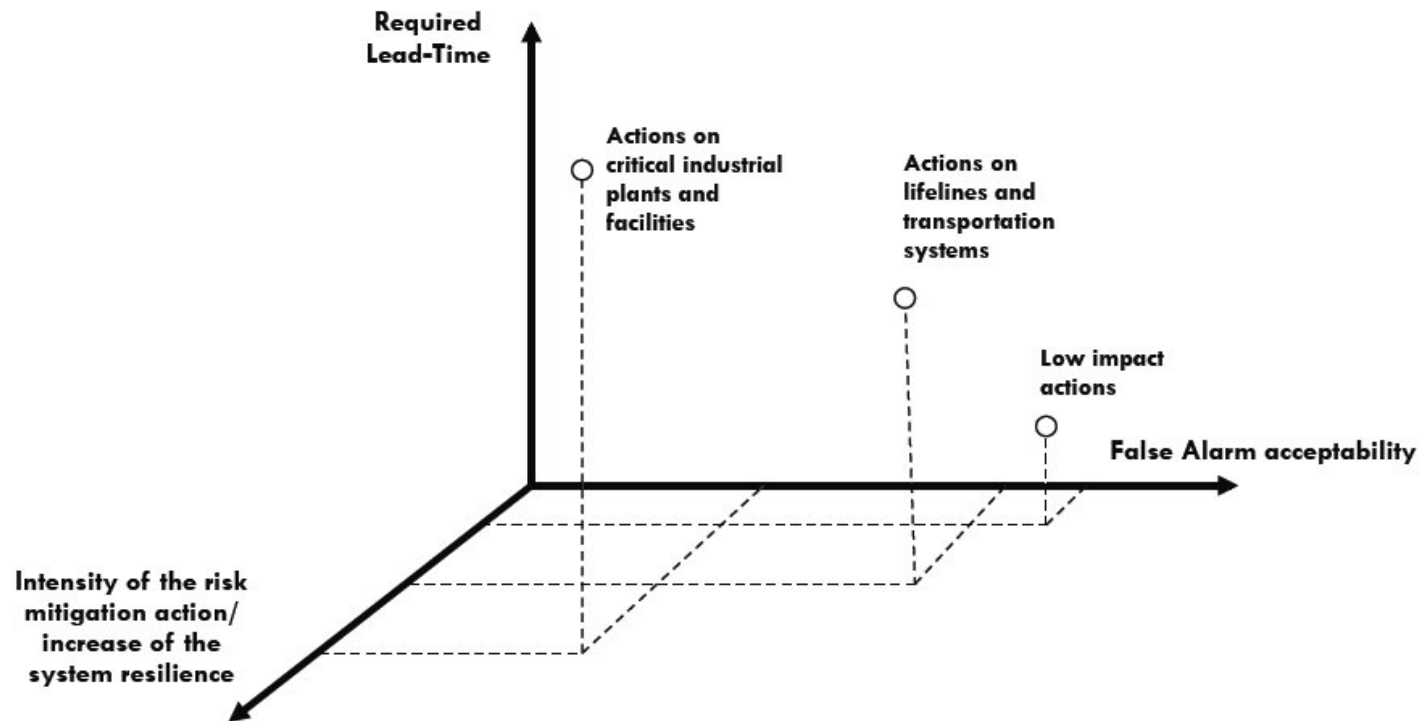 Required
Lead-Time
Actions on
critical industrial
plants and
facilities
Actions on
lifelines and
transportation
systems
Low impact
actions
False Alarm acceptability
Intensity of the risk
mitigation action/
increase of the
system resilience